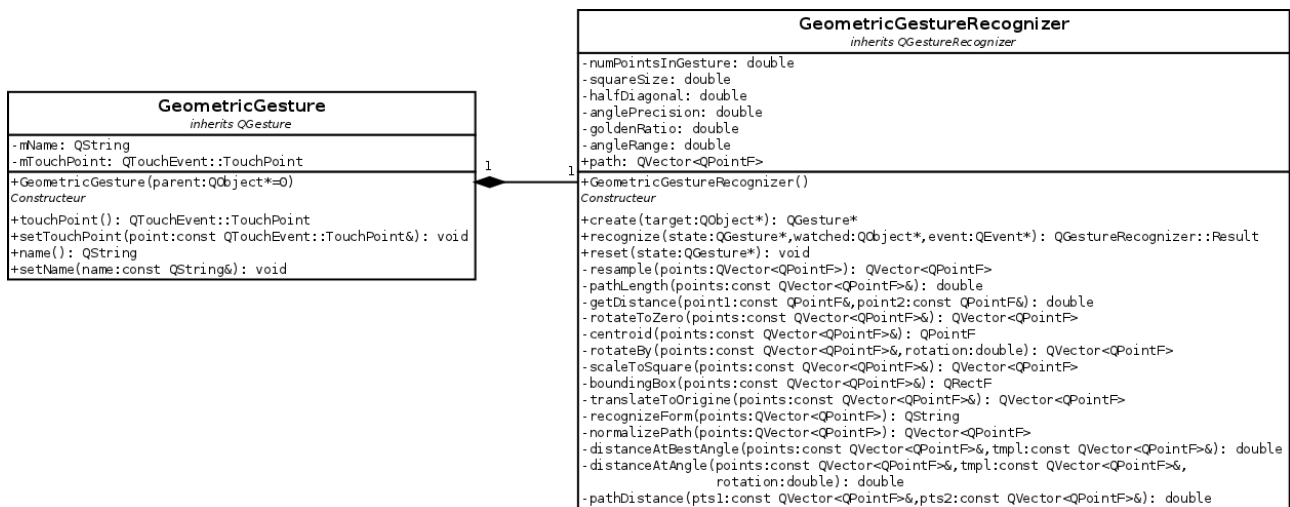 GeometricGesture
inherits QGesture
-mName: QString
-mTouchPoint: QTouchEvent::TouchPoint
+GeometricGesture(parent:QObject*=0)
Constructeur
+touchPoint(): QTouchEvent::TouchPoint
+setTouchPoint(point:const QTouchEvent::TouchPoint&): void
+name(): QString
+setName(name:const QString&): void
1
1
GeometricGestureRecognizer
inherits QGestureRecognizer
-numPointsInGesture: double
-squareSize: double
-halfDiagonal: double
-anglePrecision: double
-goldenRatio: double
-angleRange: double
+path: QVector<QPointF>
+GeometricGestureRecognizer()
Constructeur
+create(target:QObject*): QGesture*
+recognize(state:QGesture*,watched:QObject*,event:QEvent*): QGestureRecognizer::Result
+reset(state:QGesture*): void
-resample(points:QVector<QPointF>): QVector<QPointF>
-pathLength(points:const QVector<QPointF>&): double
-getDistance(point1:const QPointF&,point2:const QPointF&): double
-rotateToZero(points:const QVector<QPointF>&): QVector<QPointF>
-centroid(points:const QVector<QPointF>&): QPointF
-rotateBy(points:const QVector<QPointF>&,rotation:double): QVector<QPointF>
-scaleToSquare(points:const QVector<QPointF>&): QVector<QPointF>
-boundingBox(points:const QVector<QPointF>&): QRectF
-translateToOrigine(points:const QVector<QPointF>&): QVector<QPointF>
-recognizeForm(points:QVector<QPointF>): QString
-normalizePath(points:QVector<QPointF>): QVector<QPointF>
-distanceAtBestAngle(points:const QVector<QPointF>&,tmpl:const QVector<QPointF>&): double
-distanceAtAngle(points:const QVector<QPointF>&,tmpl:const QVector<QPointF>&,
rotation:double): double
-pathDistance(pts1:const QVector<QPointF>&,pts2:const QVector<QPointF>&): double